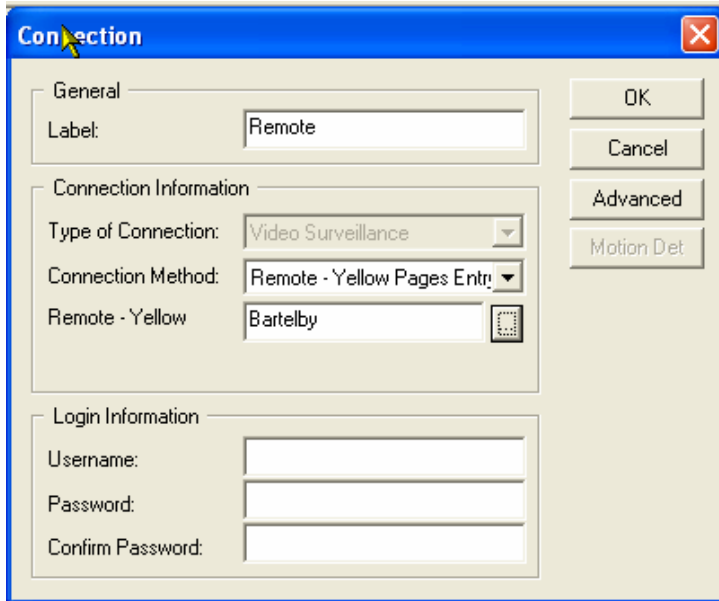 Connection
General
Label: Remote
OK
Cancel
Advanced
Motion Det
Connection Information
Type of Connection: Video Surveillance
Connection Method: Remote - Yellow Pages Entry
Remote - Yellow Bartelby
Login Information
Username:
Password:
Confirm Password: